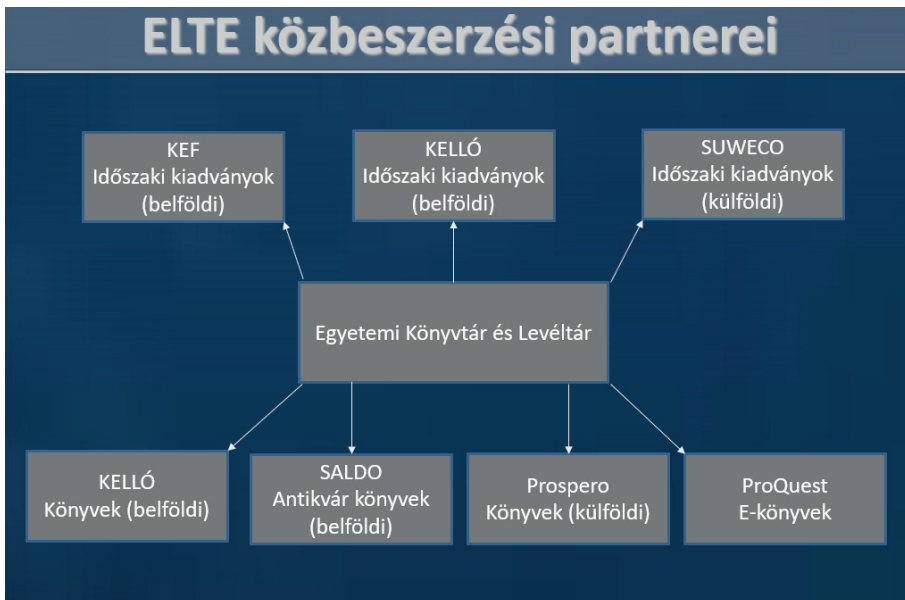 ELTE közbeszerzési partnerei
KEF
Időszaki kiadványok
(belföldi)
KELLÓ
Időszaki kiadványok
(belföldi)
SUWECO
Időszaki kiadványok
(külföldi)
Egyetemi Könyvtár és Levéltár
KELLÓ
Könyvek (belföldi)
SALDO
Antikvár könyvek
(belföldi)
Prospero
Könyvek (külföldi)
ProQuest
E-könyvek